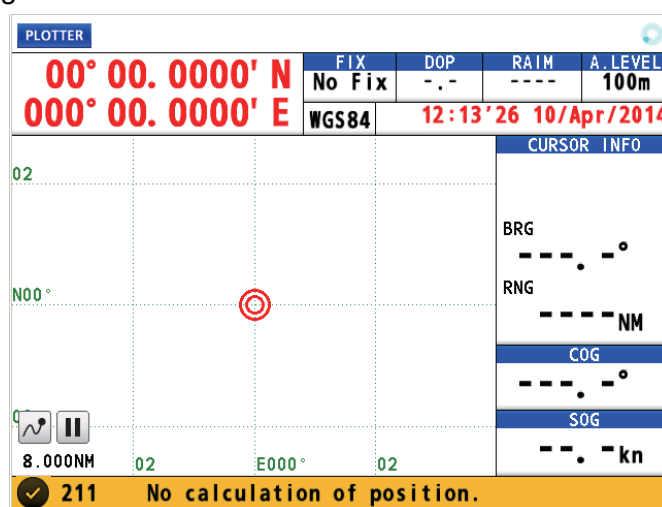 PLOTTER
00° 00. 0000' N
000° 00. 0000' E
FIX DOP RAIM A.LEVEL
No Fix -.- ---- 100m
WGS84 12:13'26 10/Apr/2014
CURSOR INFO
02
BRG
---.-°
N00°
RNG
----NM
COG
---.-°
SOG
--.-kn
8.000NM 02 E000° 02
211 No calculation of position.